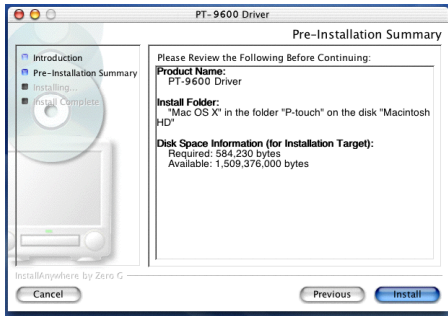 PT-9600 Driver
Pre-Installation Summary
Introduction
Pre-Installation Summary
Installing...
Install Complete
Please Review the Following Before Continuing:
Product Name:
PT-9600 Driver
Install Folder:
"Mac OS X" in the folder "P-touch" on the disk "Macintosh
HD"
Disk Space Information (for Installation Target):
Required: 584,230 bytes
Available: 1,509,376,000 bytes
InstallAnywhere by Zero G
Cancel
Previous
Install